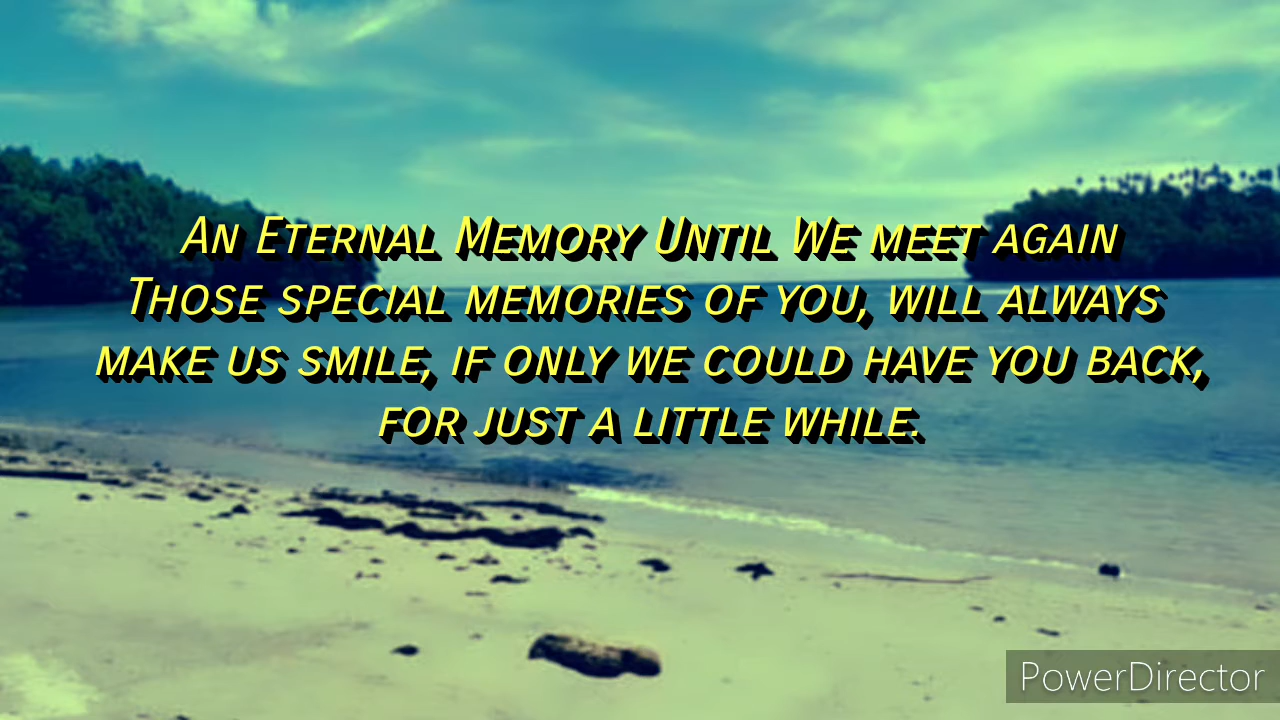 An Eternal Memory Until We meet again
Those special memories of you, will always
make us smile, if only we could have you back,
for just a little while.
PowerDirector